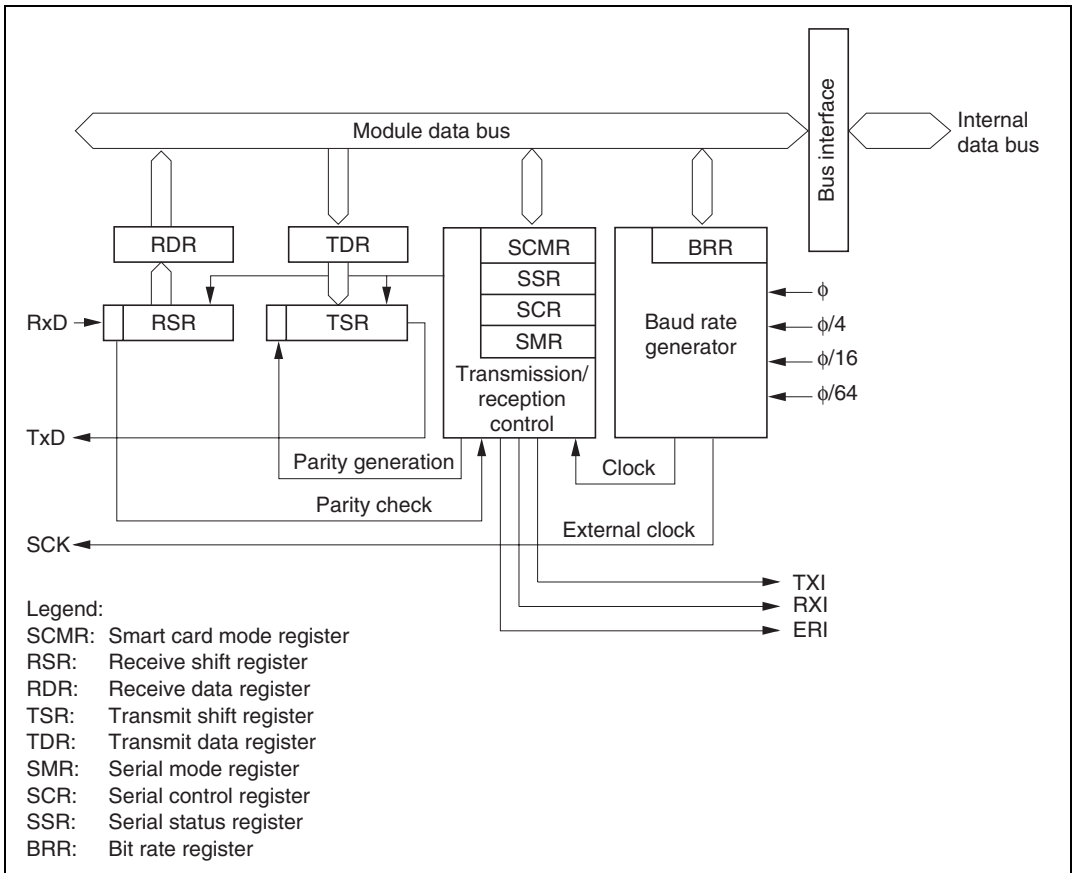 Module data bus
Bus interface
Internal
data bus
RDR
TDR
SCMR
BRR
SSR
φ
RxD
RSR
TSR
SCR
Baud rate
generator
φ/4
SMR
φ/16
Transmission/
reception
control
φ/64
TxD
Parity generation
Clock
Parity check
External clock
SCK
TXI
RXI
ERI
Legend:
SCMR: Smart card mode register
RSR: Receive shift register
RDR: Receive data register
TSR: Transmit shift register
TDR: Transmit data register
SMR: Serial mode register
SCR: Serial control register
SSR: Serial status register
BRR: Bit rate register